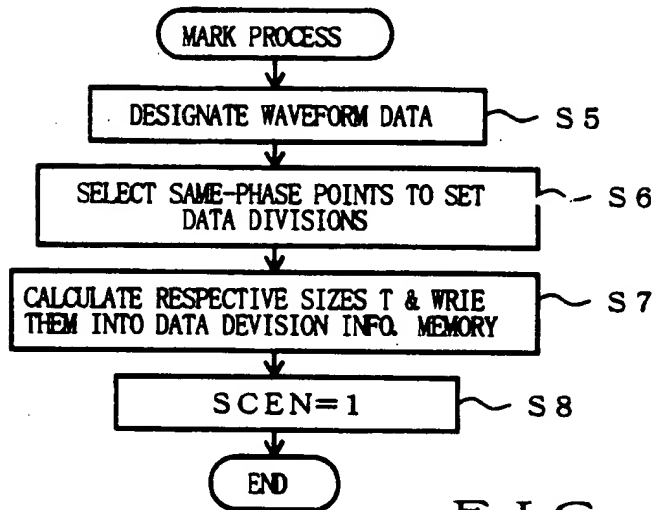 MARK PROCESS
DESIGNATE WAVEFORM DATA
S5
SELECT SAME-PHASE POINTS TO SET
DATA DIVISIONS
S6
CALCULATE RESPECTIVE SIZES T & WRIE
THEM INTO DATA DEVISION INFO. MEMORY
S7
SCEN=1
S8
END